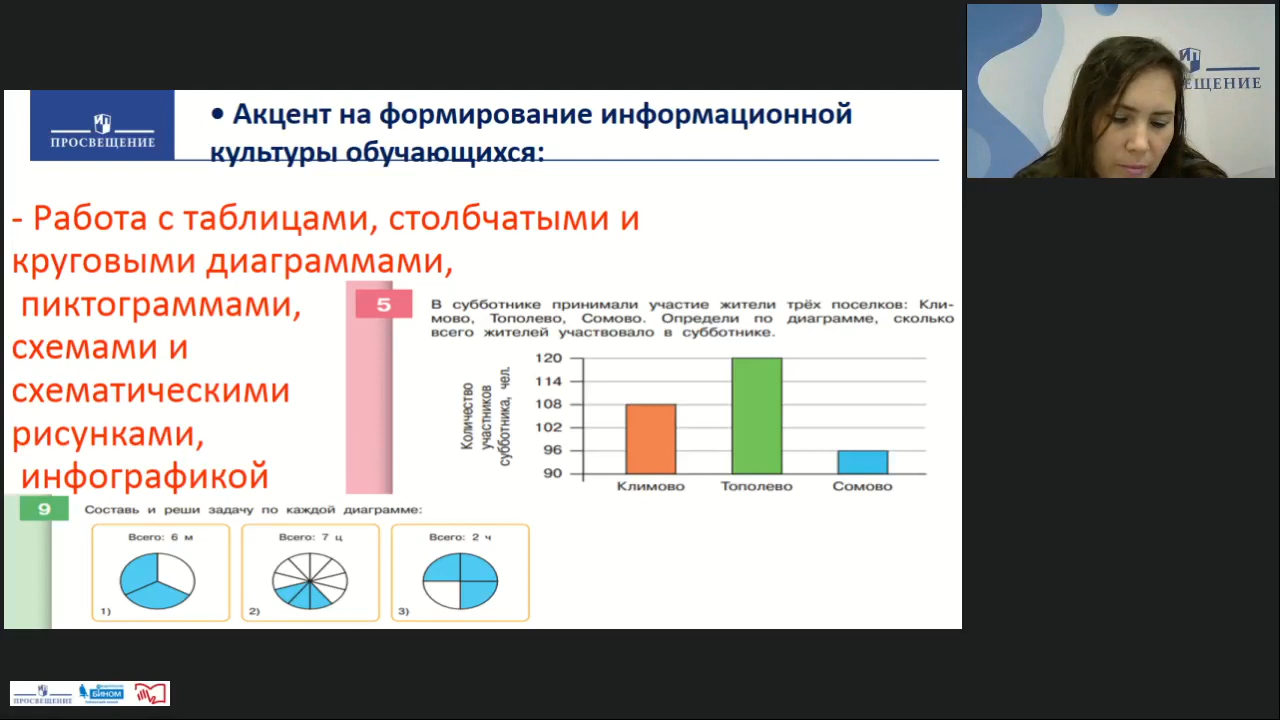 ПРОСВЕЩЕНИЕ
• Акцент на формирование информационной
культуры обучающихся:
- Работа с таблицами, столбчатыми и
круговыми диаграммами,
пиктограммами,
схемами и
схематическими
рисунками,
инфографикой
5
В субботнике принимали участие жители трёх поселков: Кли-
мово, Тополево, Сомово. Определи по диаграмме, сколько
всего жителей участвовало в субботнике.
Количество
участников
субботника, чел.
120
114
108
102
96
90
Климово Тополево Сомово
9
Составь и реши задачу по каждой диаграмме:
Всего: 6 м
1)
Всего: 7 ц
2)
Всего: 2 ч
3)
ИП
ЕЩЕНИЕ
ПРОСВЕЩЕНИЕ
БИНОМ